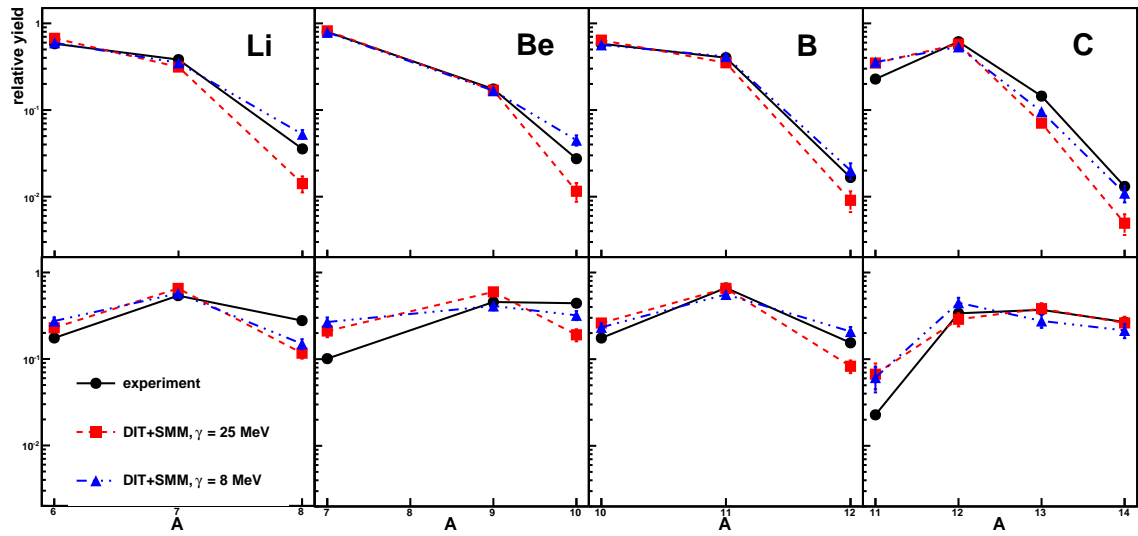 Li
Be
B
C
relative yield
1
10-1
10-2
1
10-1
10-2
experiment
DIT+SMM, γ = 25 MeV
DIT+SMM, γ = 8 MeV
6 7 8 7 8 9 10 10 11 12 11 12 13 14
A A A A